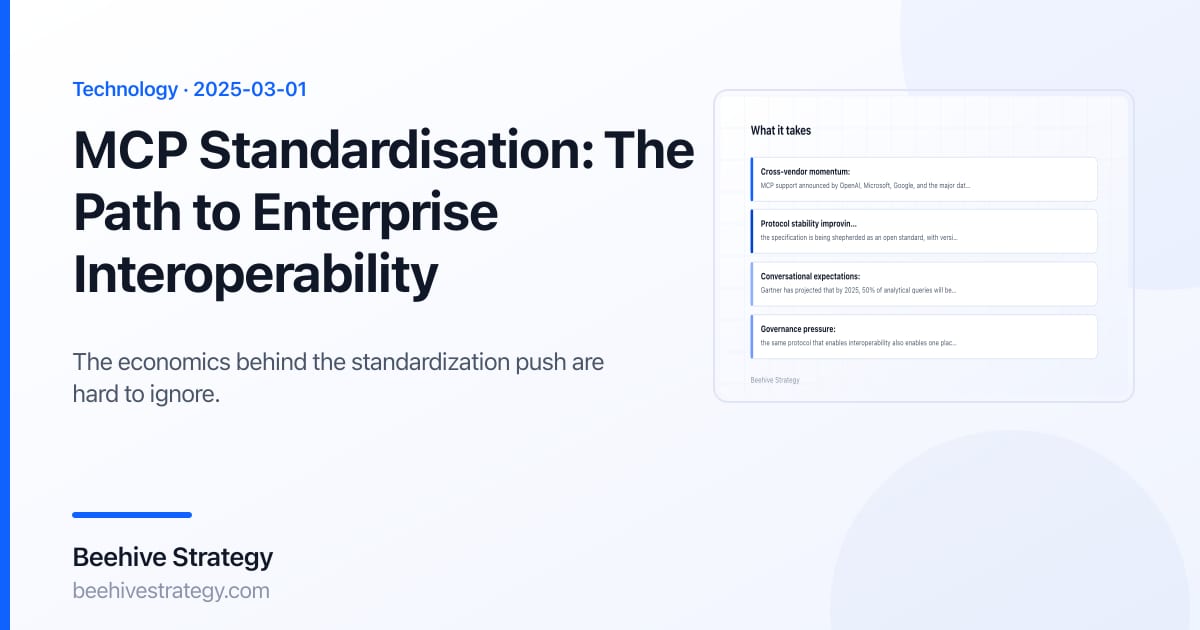 Technology · 2025-03-01
MCP Standardisation: The
Path to Enterprise
Interoperability
The economics behind the standardization push are
hard to ignore.
Beehive Strategy
beehivestrategy.com
What it takes
Cross-vendor momentum:
MCP support announced by OpenAI, Microsoft, Google, and the major dat...
Protocol stability improvin...
the specification is being shepherded as an open standard, with versi...
Conversational expectations:
Gartner has projected that by 2025, 50% of analytical queries will be...
Governance pressure:
the same protocol that enables interoperability also enables one plac...
Beehive Strategy